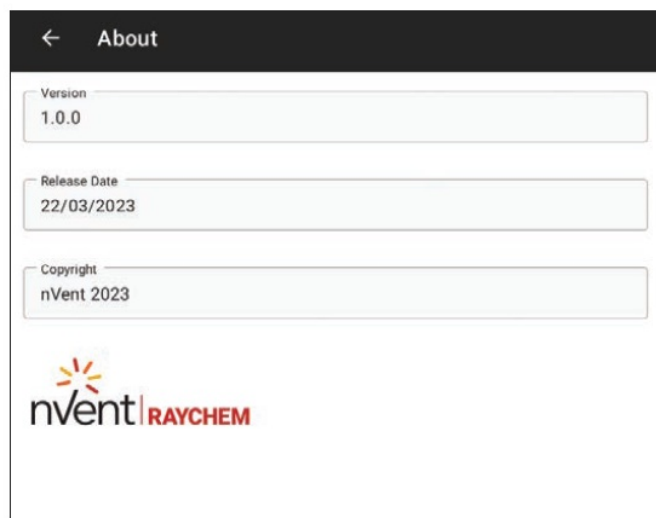 ← About
Version
1.0.0
Release Date
22/03/2023
Copyright
nVent 2023
nVent | RAYCHEM